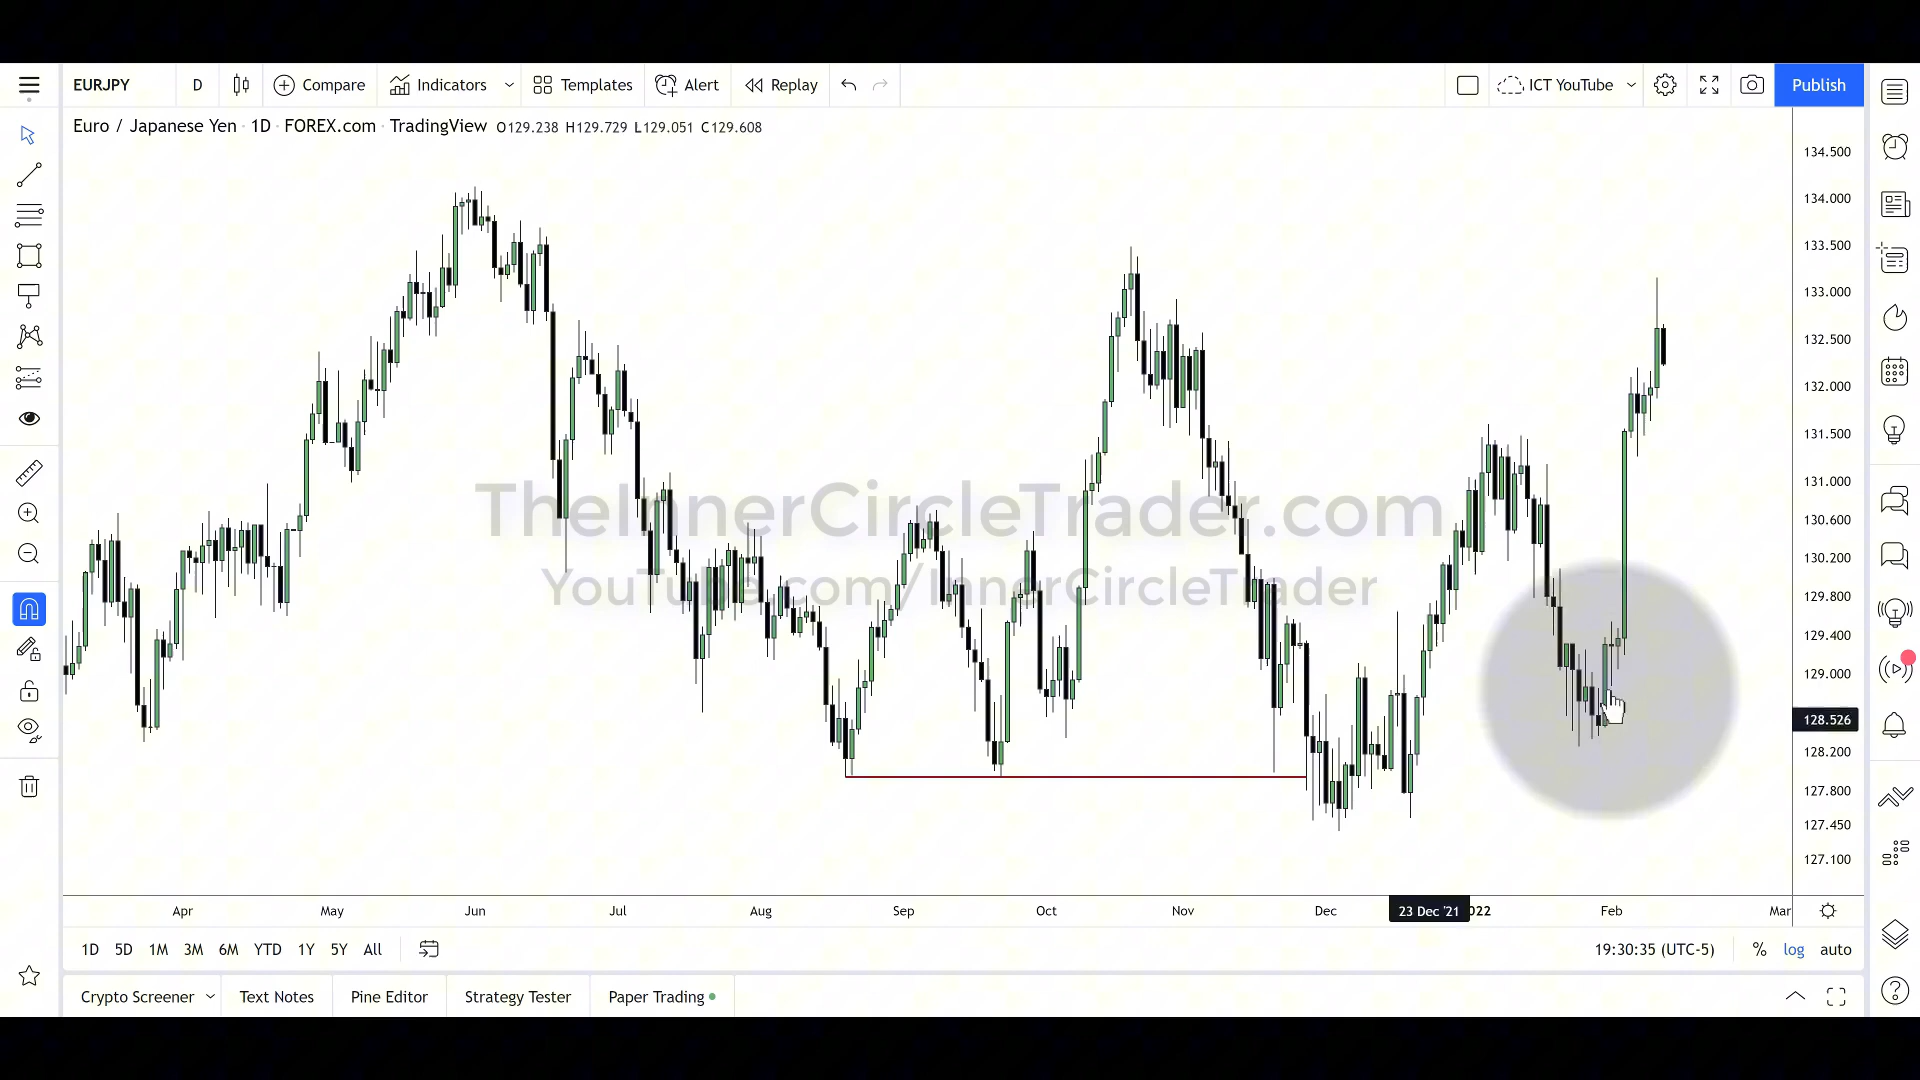 EURJPY D Compare Indicators Templates Alert Replay ICT YouTube Publish
Euro / Japanese Yen · 1D · FOREX.com · TradingView O129.238 H129.729 L129.051 C129.608
134.500
134.000
133.500
133.000
132.500
132.000
131.500
131.000
130.600
130.200
129.800
129.400
129.000
128.526
128.200
127.800
127.450
127.100
TheInnerCircleTrader.com
YouTube.com/InnerCircleTrader
Apr May Jun Jul Aug Sep Oct Nov Dec 23 Dec '21 022 Feb Mar
1D 5D 1M 3M 6M YTD 1Y 5Y All 19:30:35 (UTC-5) % log auto
Crypto Screener Text Notes Pine Editor Strategy Tester Paper Trading